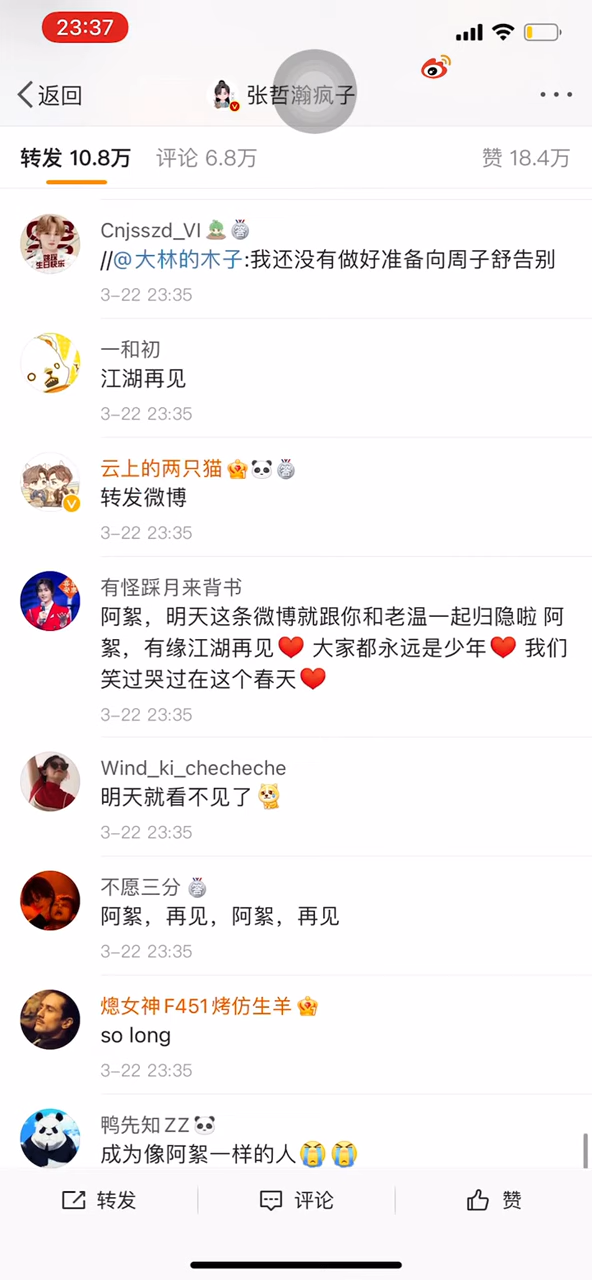 23:37
返回
张哲瀚疯子
转发 10.8万 评论 6.8万 赞 18.4万
Cnjsszd_VI
//@大林的木子:我还没有做好准备向周子舒告别
3-22 23:35
一和初
江湖再见
3-22 23:35
云上的两只猫
转发微博
3-22 23:35
有怪踩月来背书
阿絮，明天这条微博就跟你和老温一起归隐啦 阿
絮，有缘江湖再见❤️ 大家都永远是少年❤️ 我们
笑过哭过在这个春天❤️
3-22 23:35
Wind_ki_checheche
明天就看不见了
3-22 23:35
不愿三分
阿絮，再见，阿絮，再见
3-22 23:35
熜女神F451烤仿生羊
so long
3-22 23:35
鸭先知ZZ
成为像阿絮一样的人😭😭
转发 评论 赞